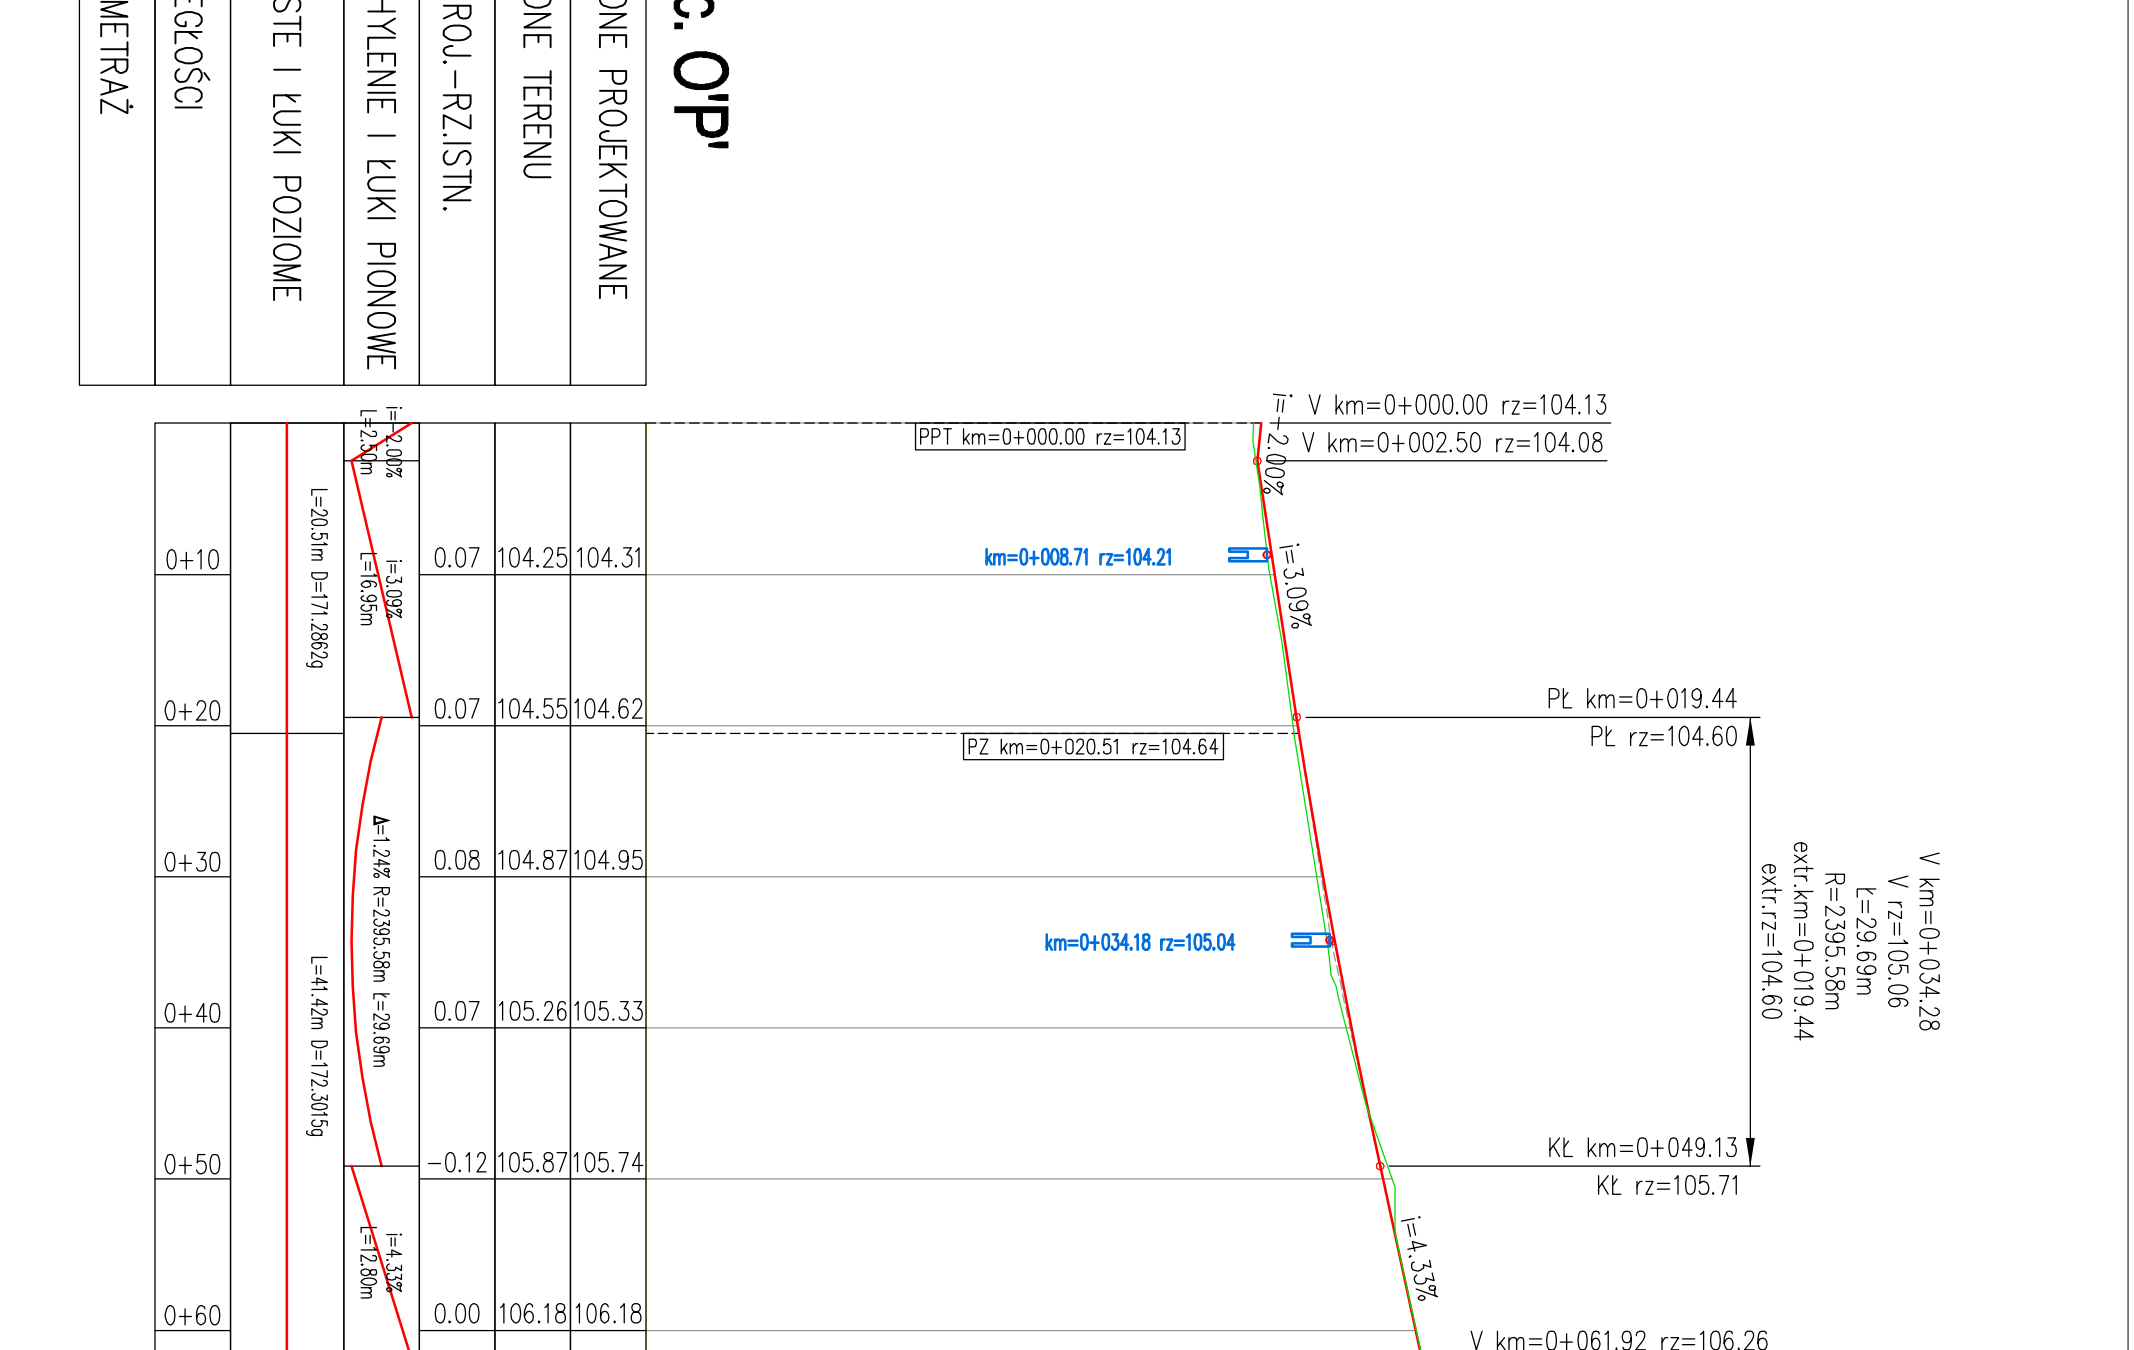 c. O'P'
ONE PROJEKTOWANE
ONE TERENU
ROJ.-RZ.ISTN.
HYLENIE I ŁUKI PIONOWE
STE I ŁUKI POZIOME
EGŁOŚCI
METRAŻ
i=-2.00%
L=2.50m
i=3.09%
L=16.95m
Δ=1.24% R=2395.58m Ł=29.69m
i=4.33%
L=12.80m
L=20.51m D=171.2862g
L=41.42m D=172.3015g
0+10 0.07 104.25 104.31
0+20 0.07 104.55 104.62
0+30 0.08 104.87 104.95
0+40 0.07 105.26 105.33
0+50 -0.12 105.87 105.74
0+60 0.00 106.18 106.18
PPT km=0+000.00 rz=104.13
km=0+008.71 rz=104.21
PZ km=0+020.51 rz=104.64
km=0+034.18 rz=105.04
i=-2.00%
i=3.09%
i=4.33%
V km=0+000.00 rz=104.13
V km=0+002.50 rz=104.08
PŁ km=0+019.44
PŁ rz=104.60
V km=0+034.28
V rz=105.06
Ł=29.69m
R=2395.58m
extr.km=0+019.44
extr.rz=104.60
KŁ km=0+049.13
KŁ rz=105.71
V km=0+061.92 rz=106.26